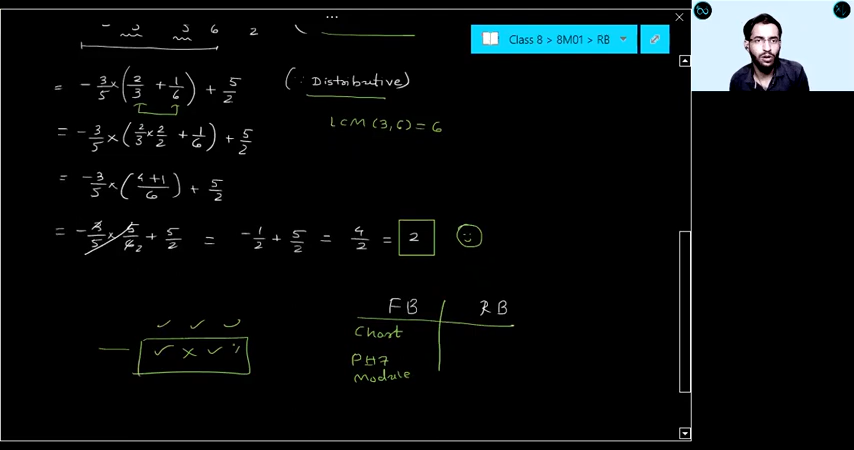 Class 8 > 8M01 > RB
= -3/5 × (2/3 + 1/6) + 5/2 (∵ Distributive)
= -3/5 × (2/3 × 2/2 + 1/6) + 5/2 LCM (3,6) = 6
= -3/5 × (4+1/6) + 5/2
= -3/5 × 5/6 2 + 5/2 = -1/2 + 5/2 = 4/2 = 2
FB RB
Chart
PH7
Module